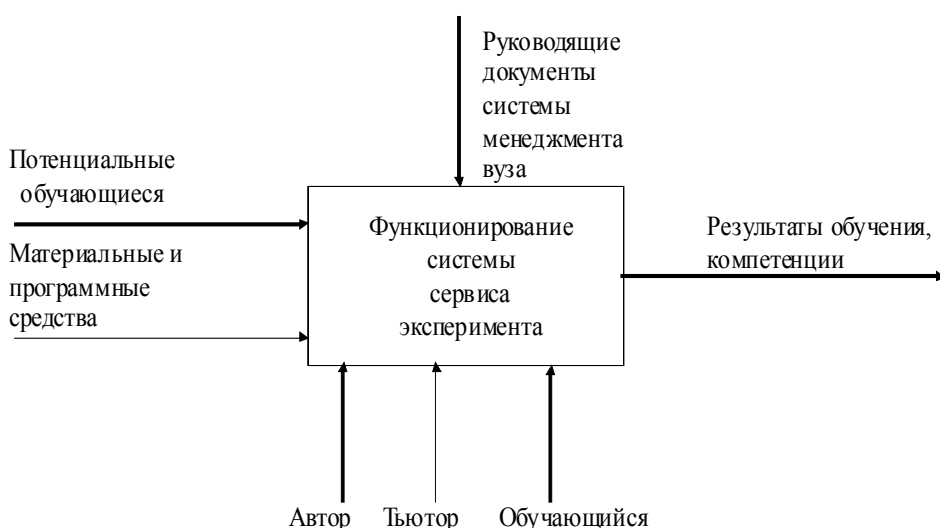 Руководящие
документы
системы
менеджмента
вуза
Потенциальные
обучающиеся
Материальные и
программные
средства
Функционирование
системы
сервиса
эксперимента
Результаты обучения,
компетенции
Автор
Тьютор
Обучающийся